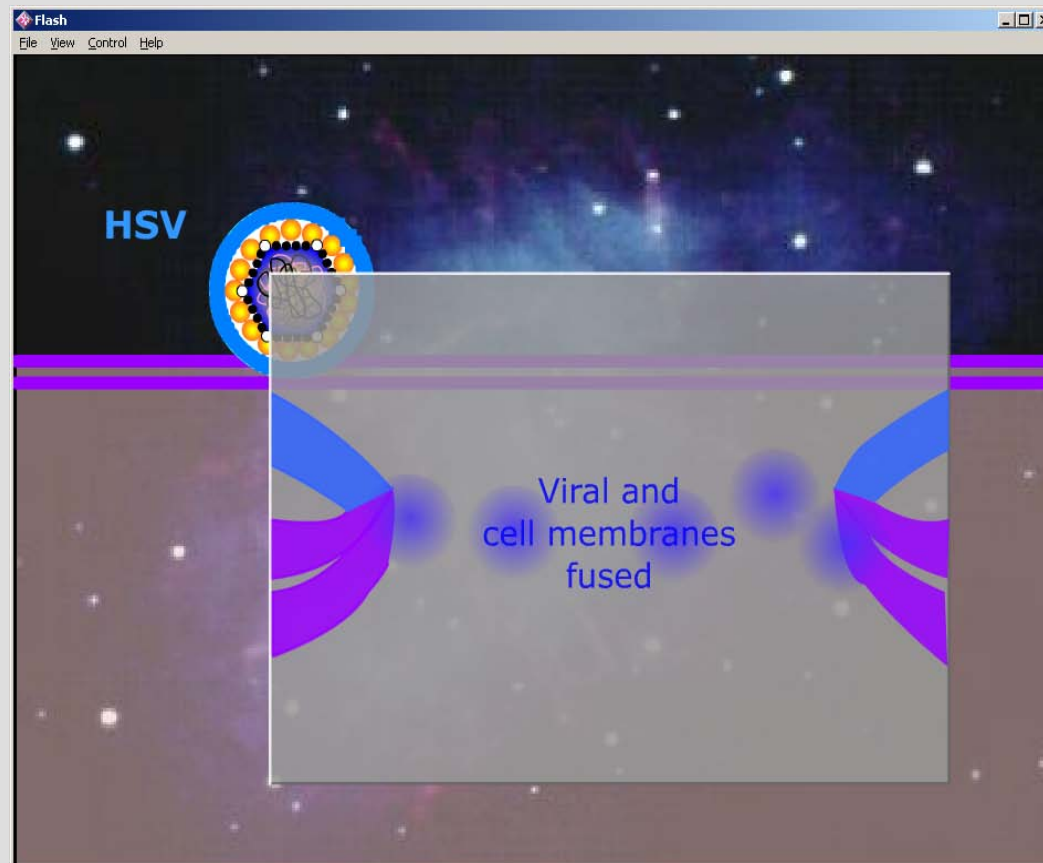 Flash
File View Control Help
HSV
Viral and
cell membranes
fused